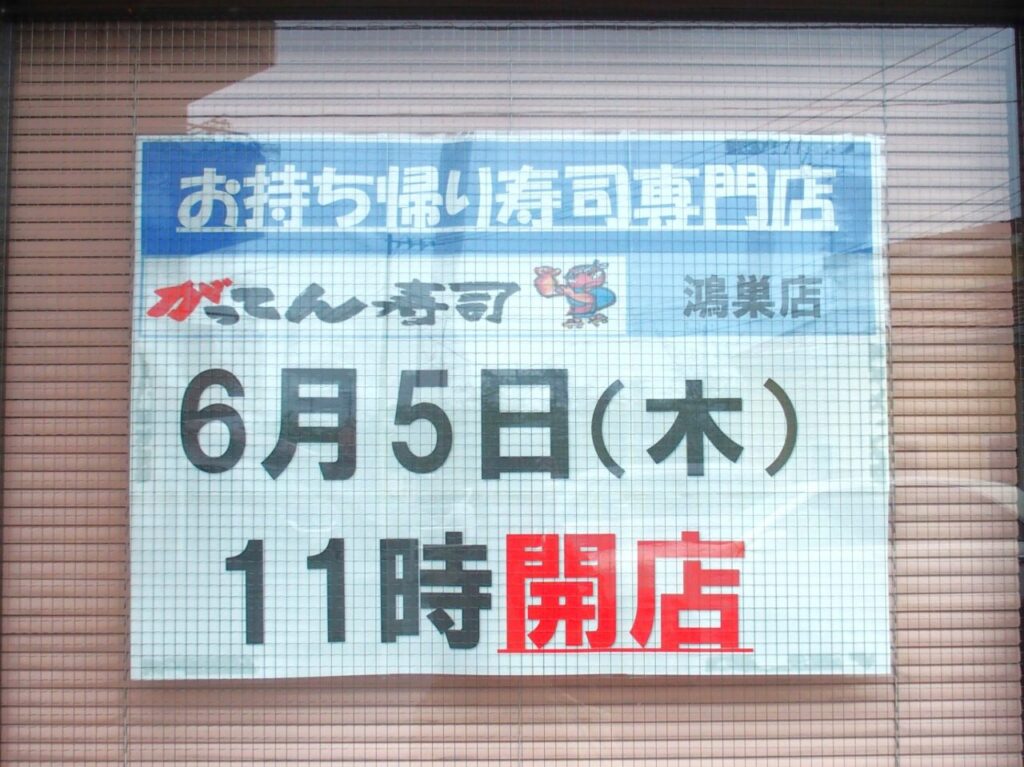 お持ち帰り寿司専門店
がってん寿司 鴻巣店
6月5日(木)
11時開店